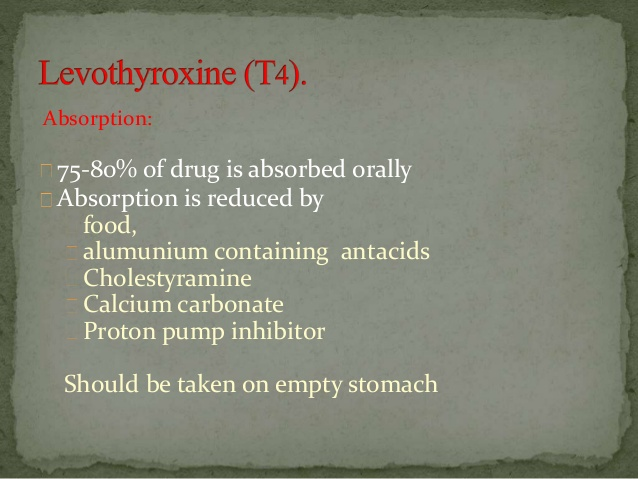 Levothyroxine (T4).
Absorption:
75-80% of drug is absorbed orally
Absorption is reduced by
food,
alumunium containing antacids
Cholestyramine
Calcium carbonate
Proton pump inhibitor
Should be taken on empty stomach